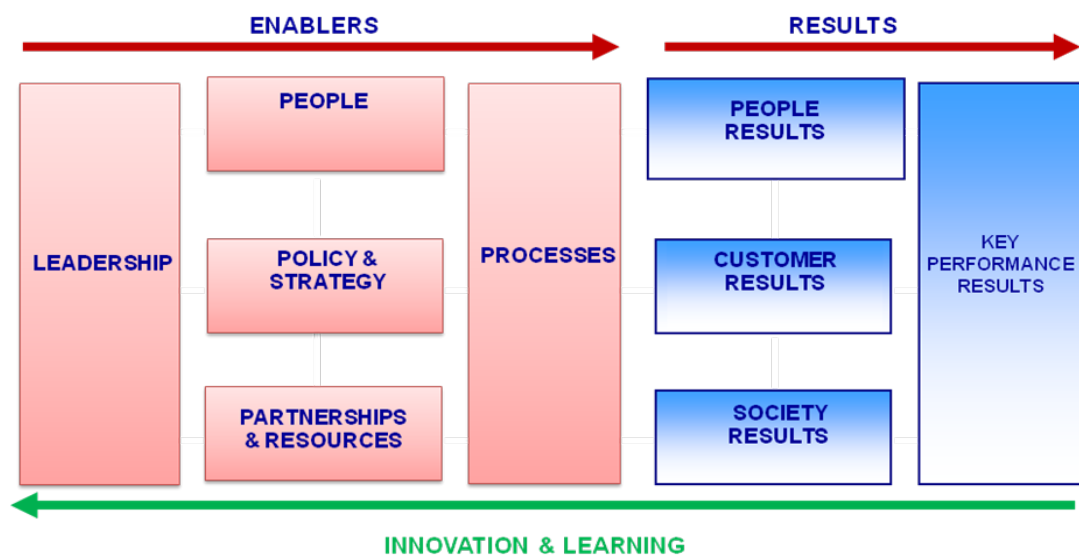 ENABLERS
RESULTS
PEOPLE
PEOPLE
RESULTS
LEADERSHIP
POLICY &
STRATEGY
PROCESSES
CUSTOMER
RESULTS
KEY
PERFORMANCE
RESULTS
PARTNERSHIPS
& RESOURCES
SOCIETY
RESULTS
INNOVATION & LEARNING